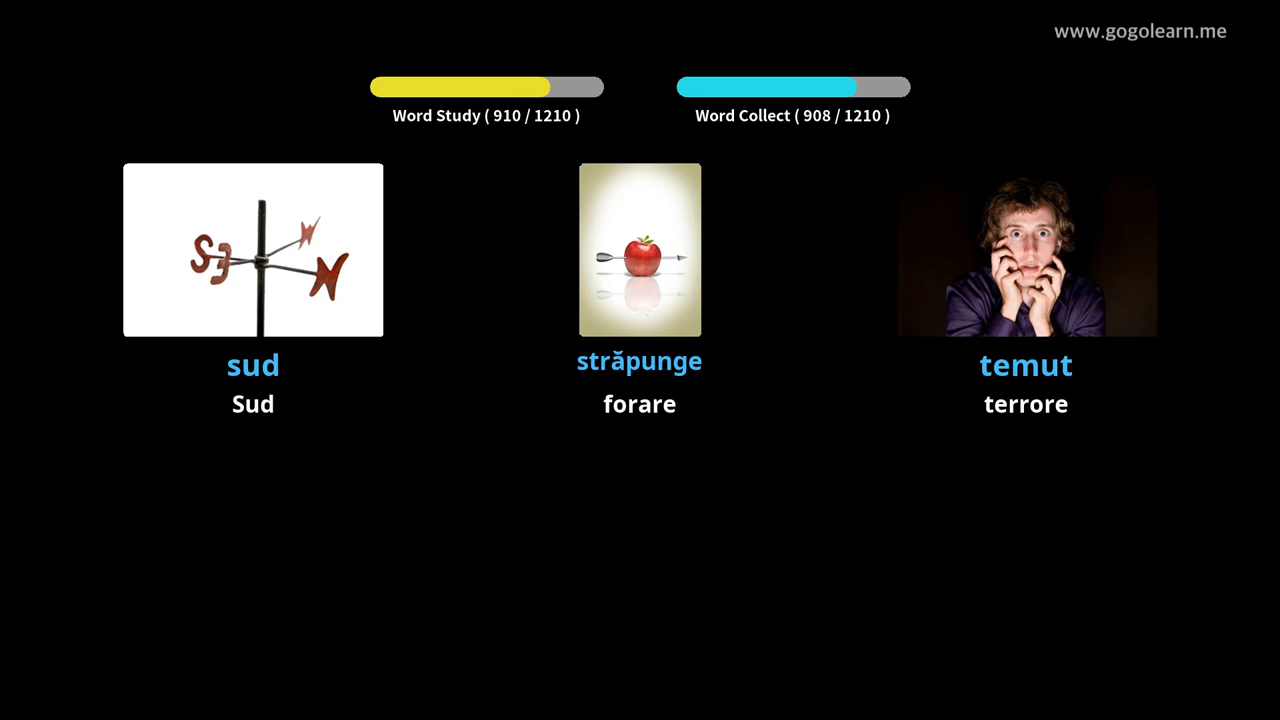 www.gogolearn.me
Word Study ( 910 / 1210 )
Word Collect ( 908 / 1210 )
sud
Sud
străpunge
forare
temut
terrore